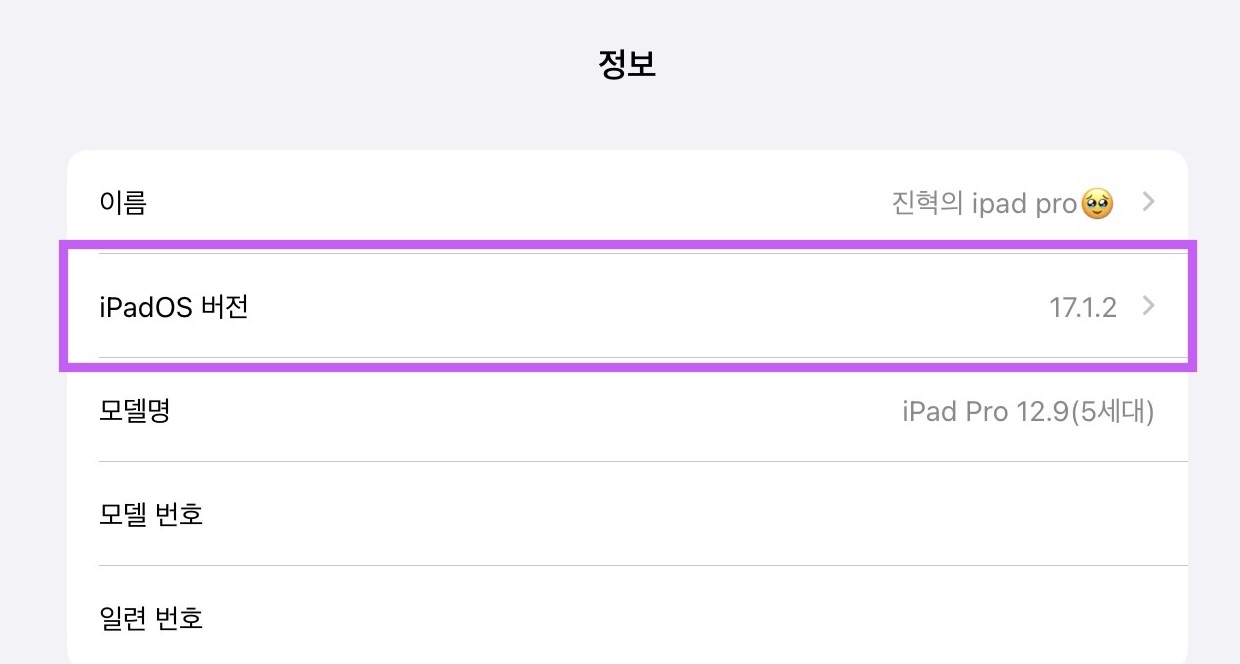 정보
이름 진혁의 ipad pro🥹
iPadOS 버전 17.1.2
모델명 iPad Pro 12.9(5세대)
모델 번호
일련 번호